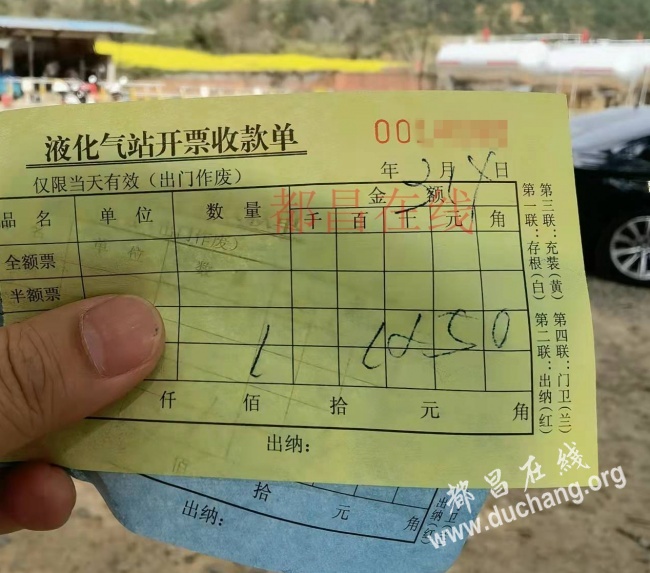 液化气站开票收款单
00
仅限当天有效（出门作废）
年 月 日
品名 单位 数量 金额
千 百 十 元 角
全额票
半额票
1
仟 佰 拾 元 角
出纳：
第一联：存根(白) 第二联：出纳(红)
第三联：充装(黄) 第四联：门卫(兰)
都昌在线
佰 拾 元 角
出纳：
都昌在線
www.duchang.org